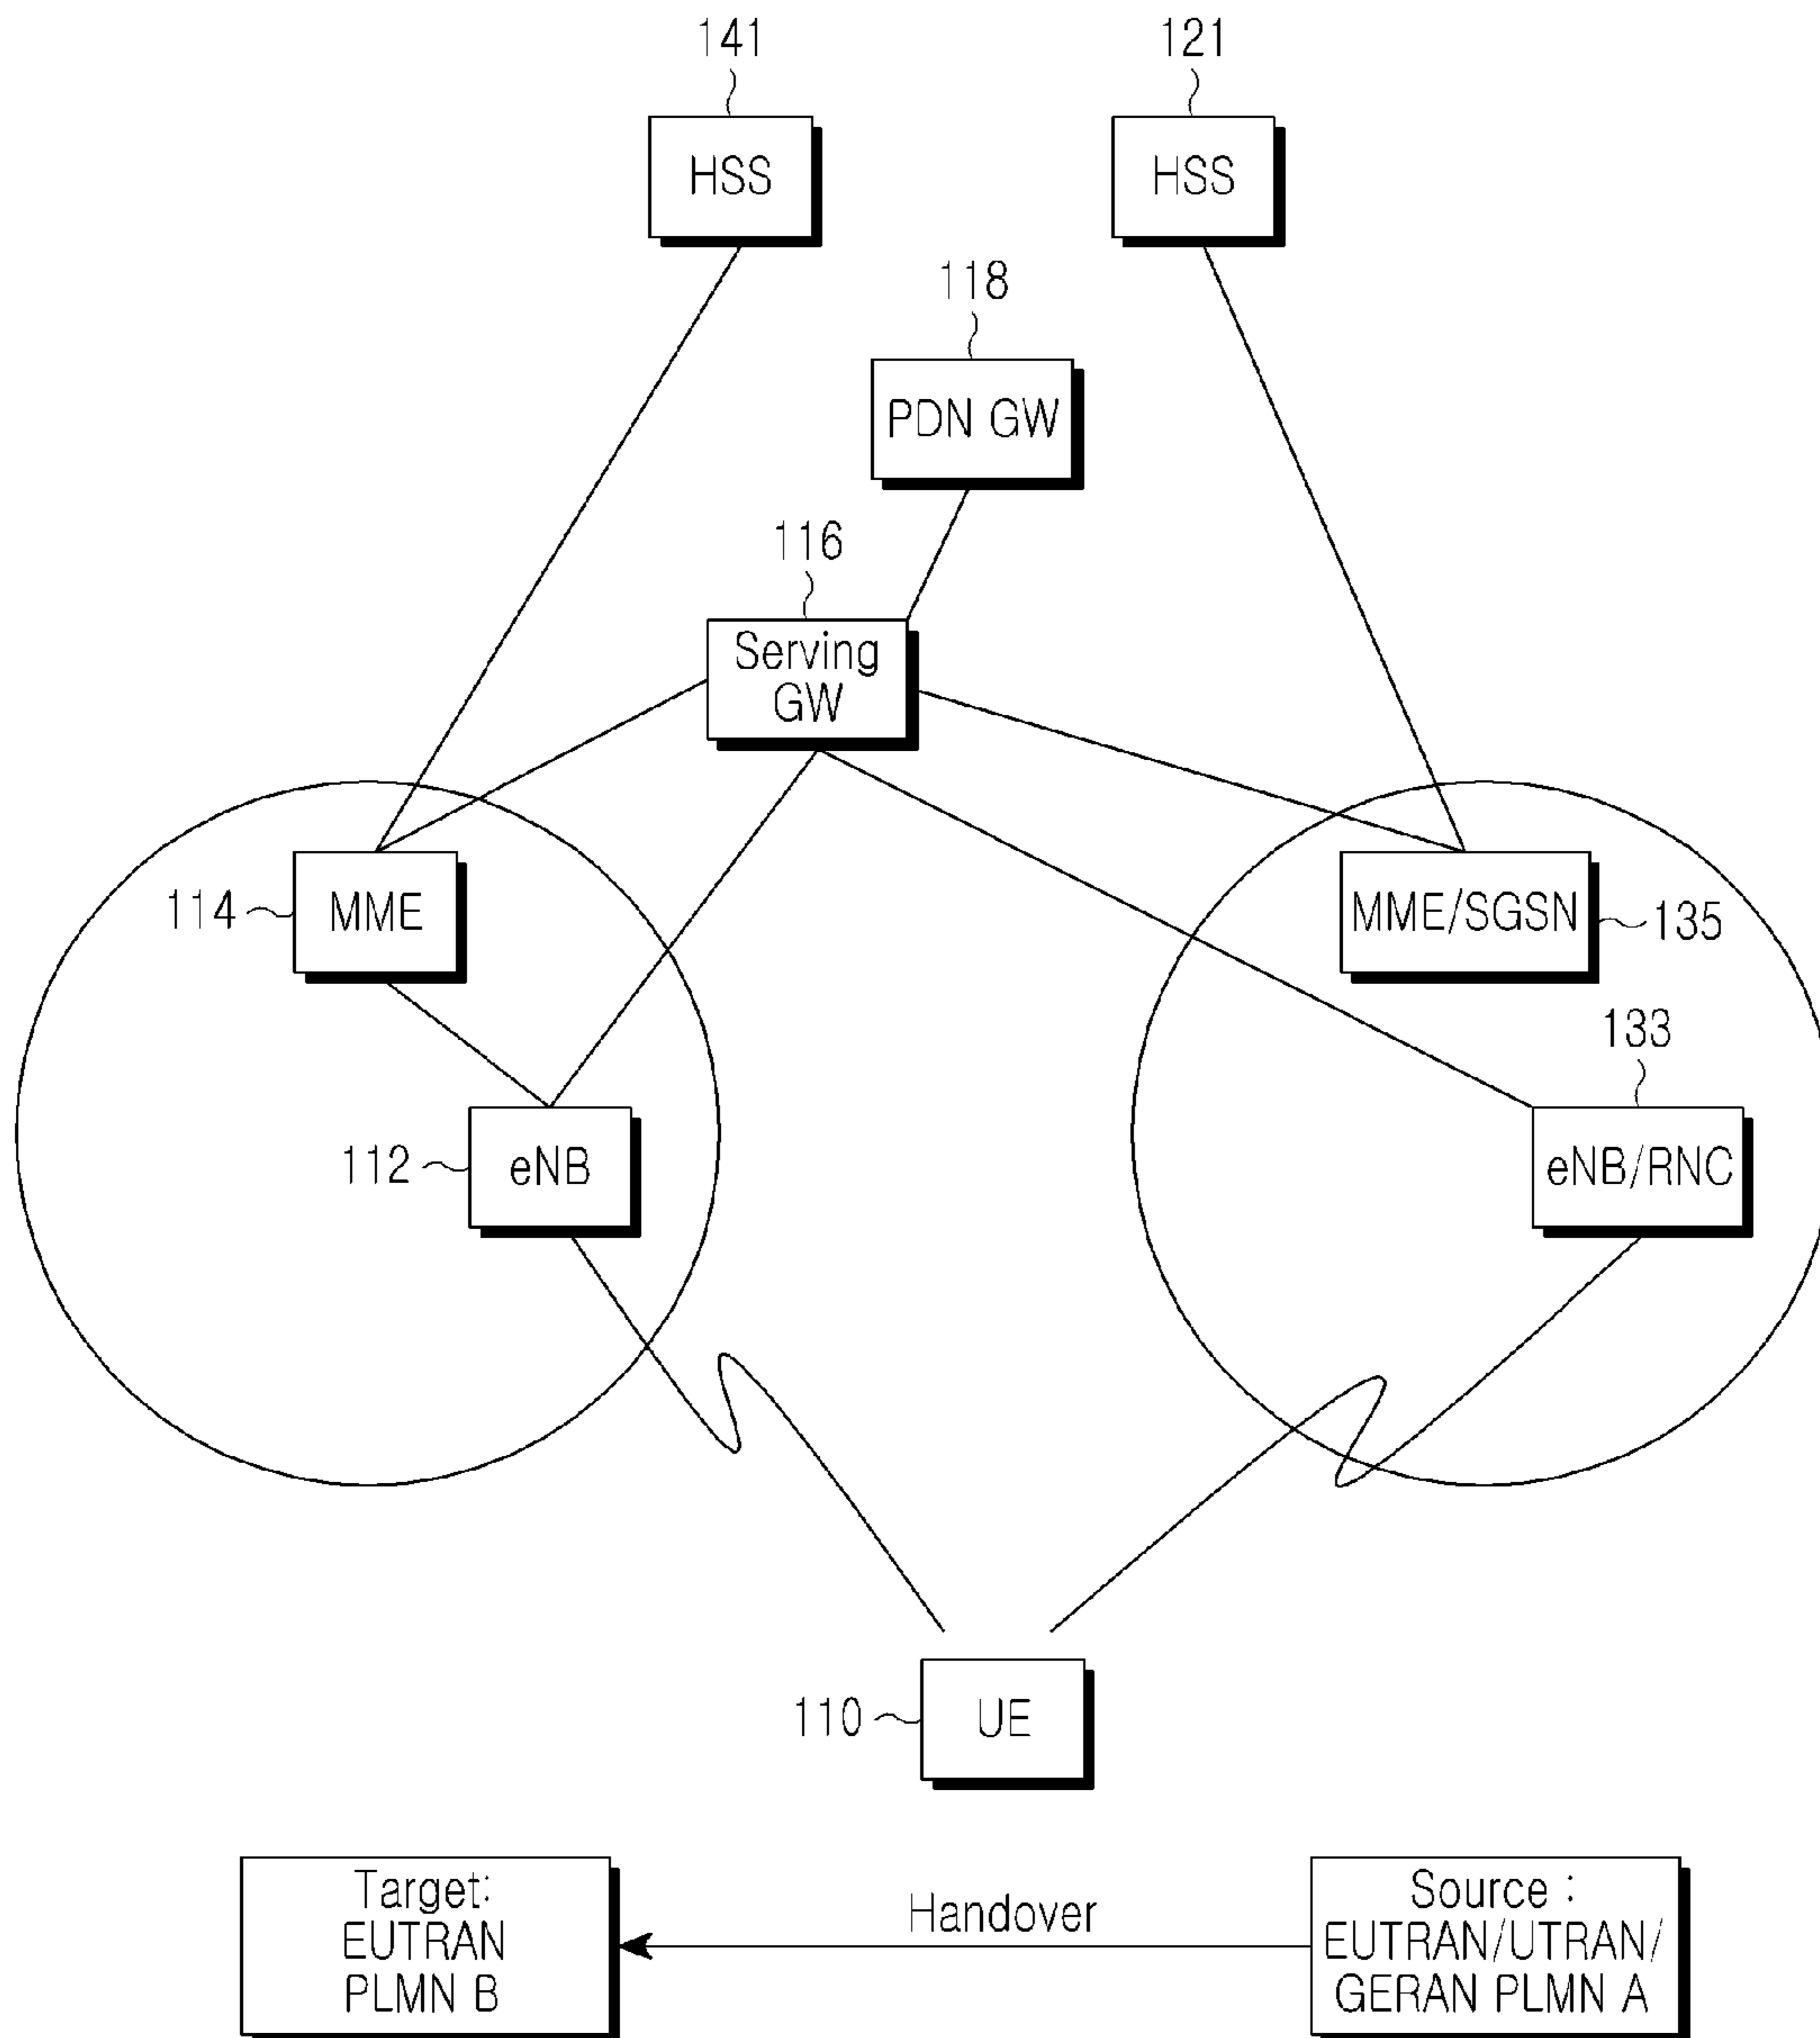 141
121
HSS
HSS
118
PDN GW
116
Serving
GW
114
MME
MME/SGSN
135
133
112
eNB
eNB/RNC
110
UE
Target:
EUTRAN
PLMN B
Handover
Source :
EUTRAN/UTRAN/
GERAN PLMN A